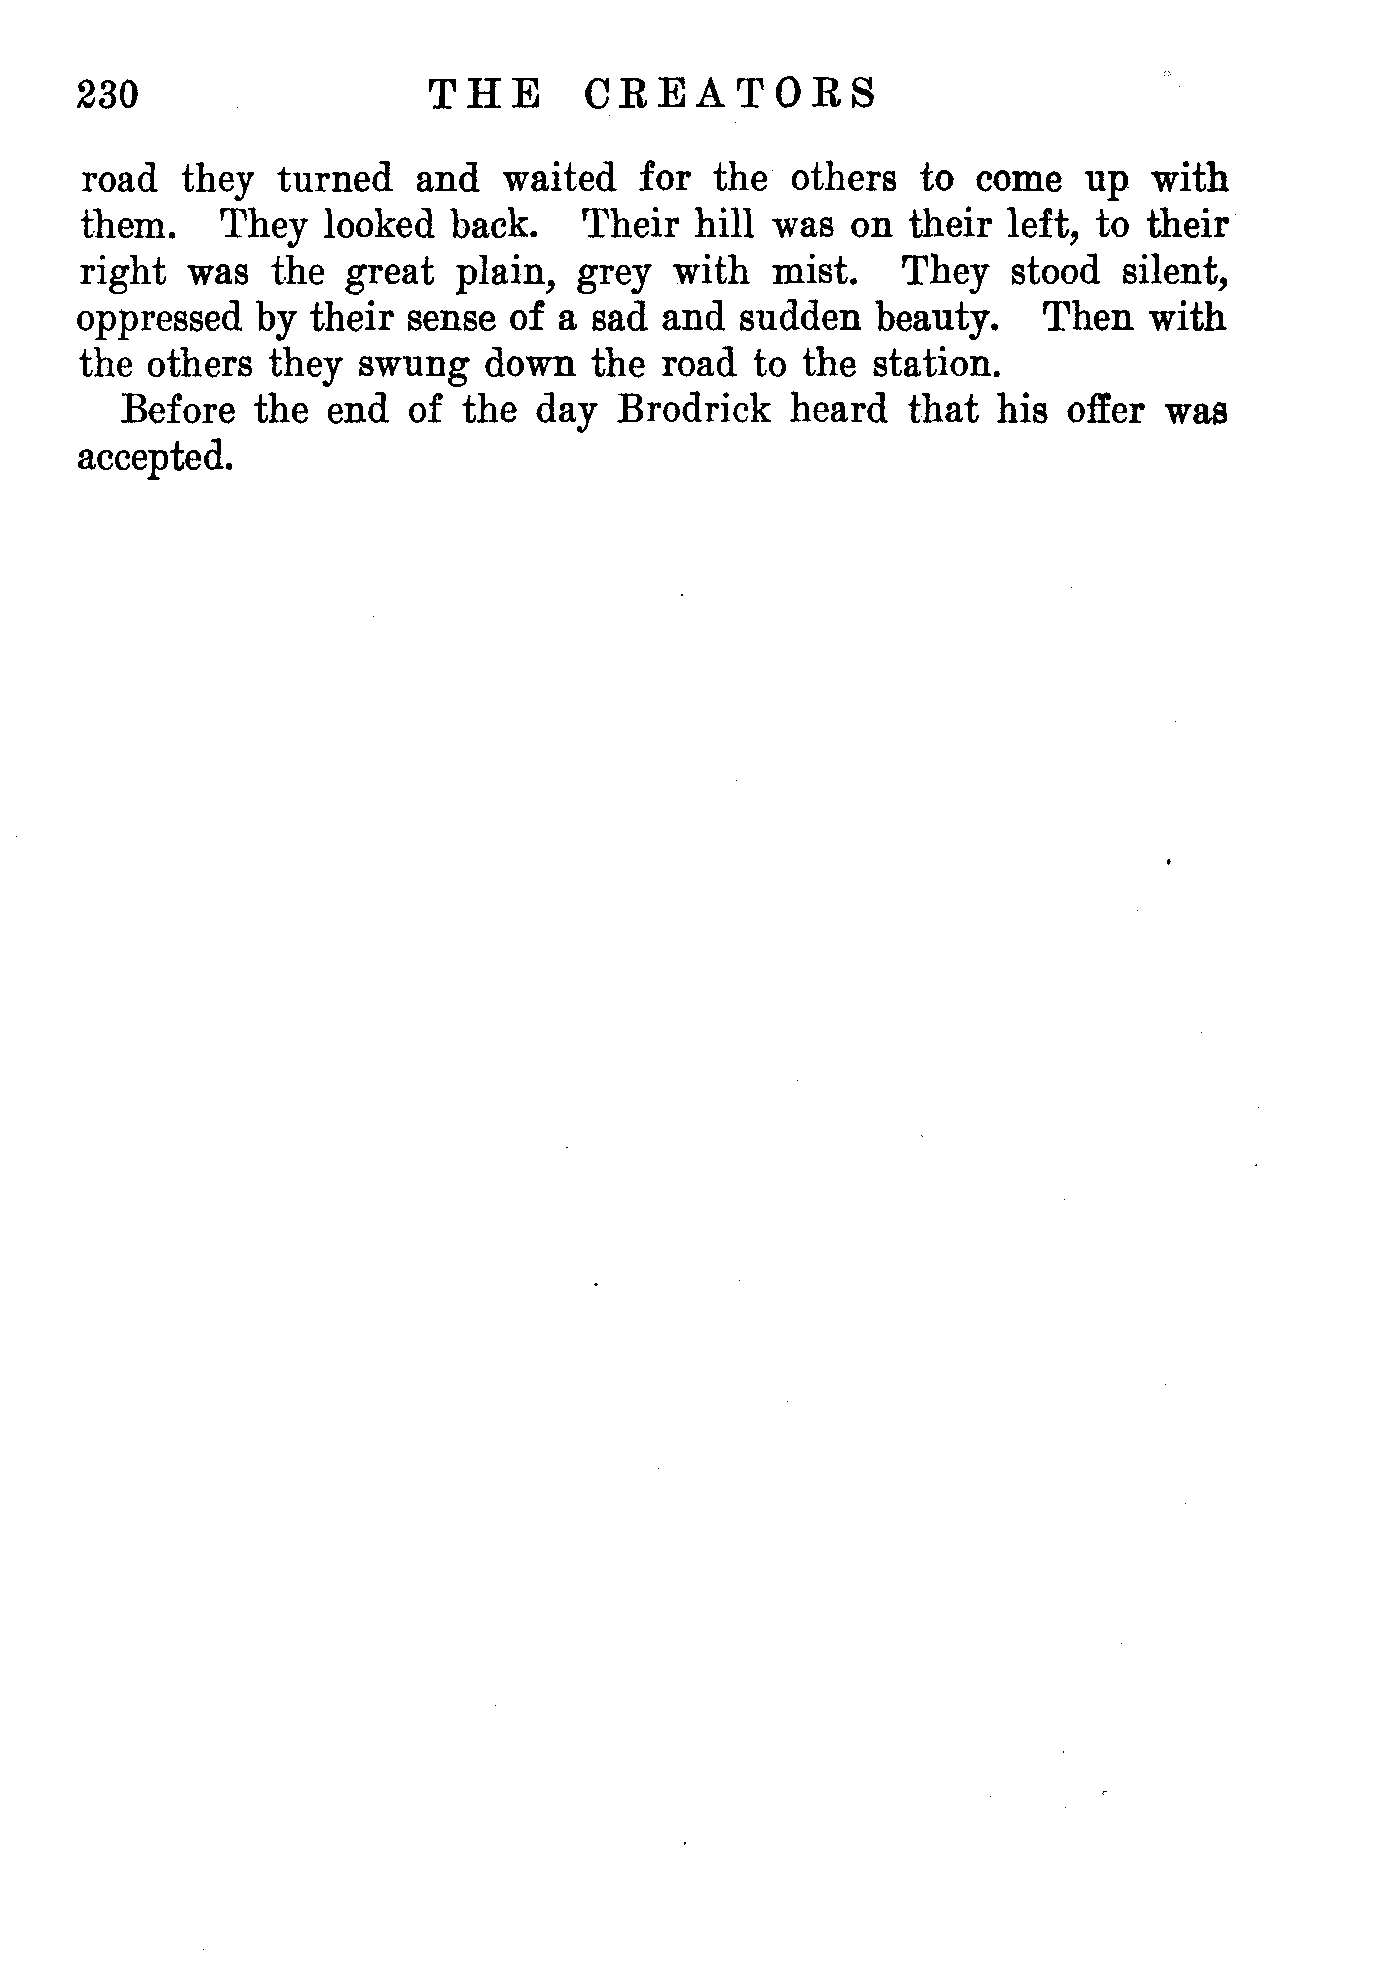 230 THE CREATORS
road they turned and waited for the others to come up with
them. They looked back. Their hill was on their left, to their
right was the great plain, grey with mist. They stood silent,
oppressed by their sense of a sad and sudden beauty. Then with
the others they swung down the road to the station.
Before the end of the day Brodrick heard that his offer was
accepted.